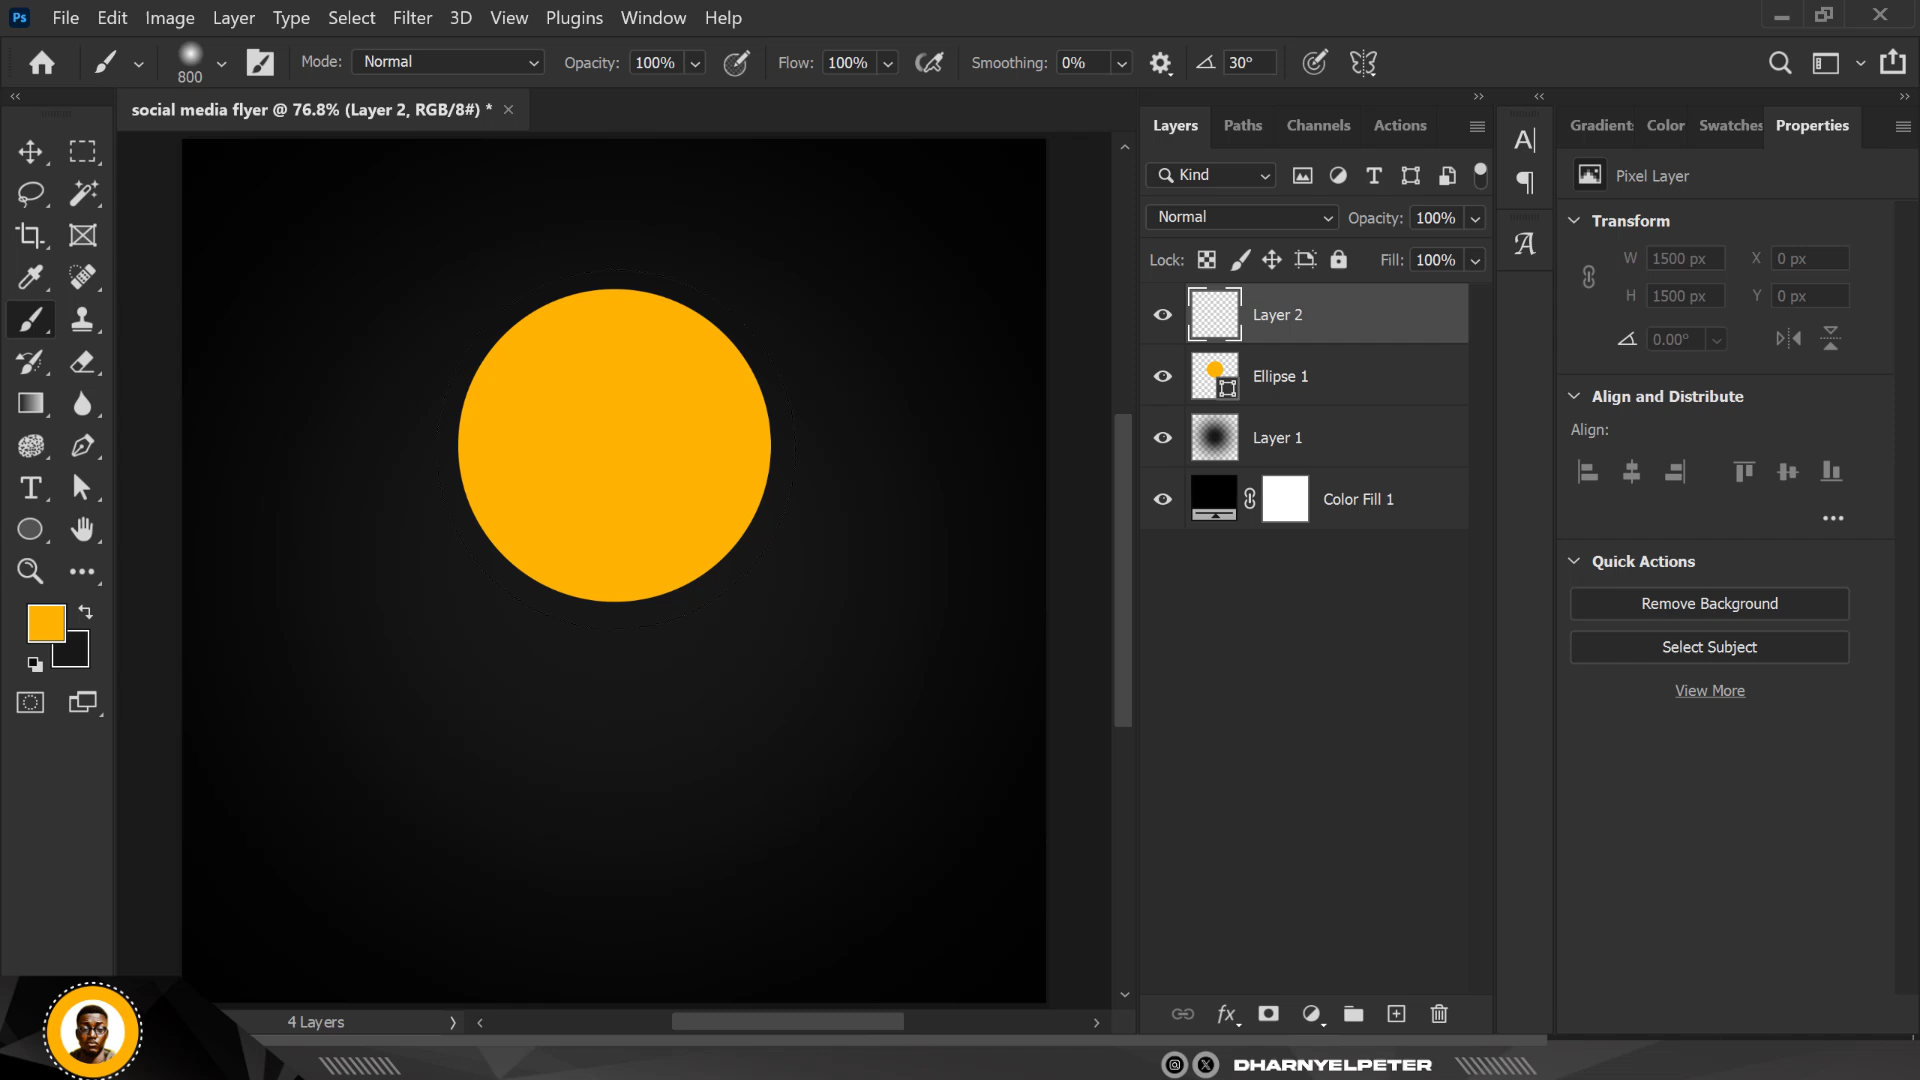 Ps File Edit Image Layer Type Select Filter 3D View Plugins Window Help
800 Mode: Normal Opacity: 100% Flow: 100% Smoothing: 0% 30°
social media flyer @ 76.8% (Layer 2, RGB/8#) *
Layers Paths Channels Actions
Kind
Normal Opacity: 100%
Lock: Fill: 100%
Layer 2
Ellipse 1
Layer 1
Color Fill 1
Gradient Color Swatches Properties
Pixel Layer
Transform
W 1500 px X 0 px
H 1500 px Y 0 px
0.00°
Align and Distribute
Align:
Quick Actions
Remove Background
Select Subject
View More
4 Layers
DHARNYELPETER